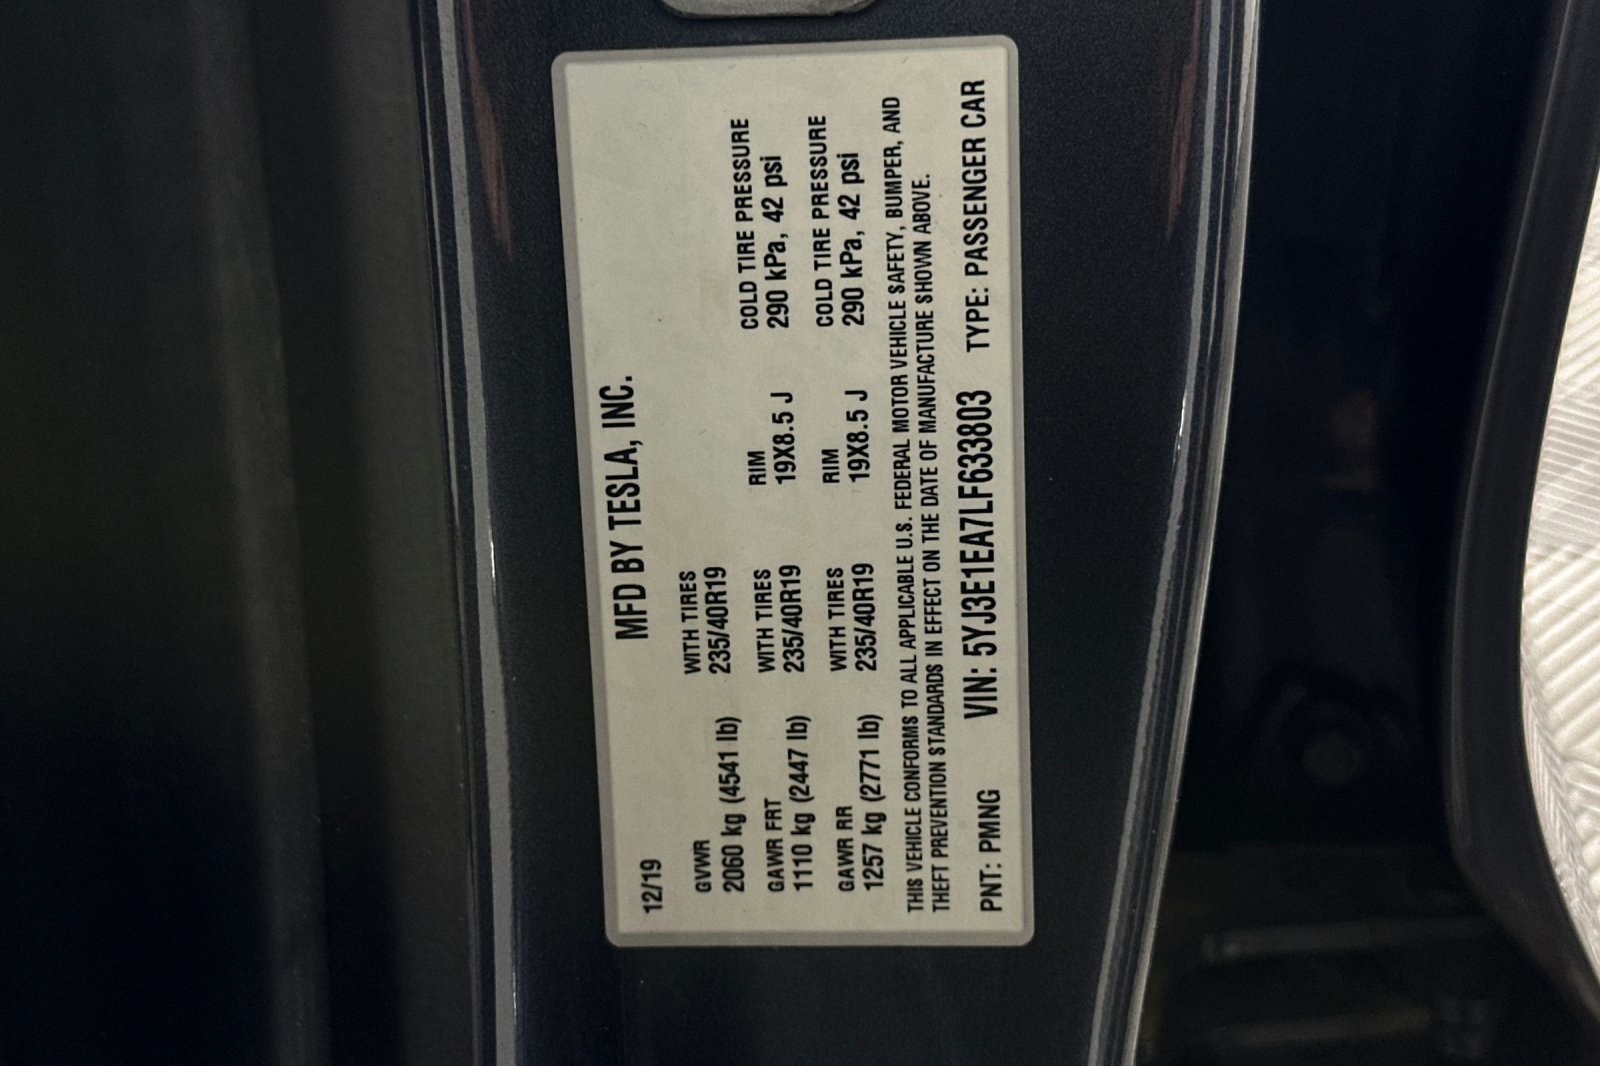 MFD BY TESLA, INC.
12/19
GVWR WITH TIRES
2060 kg (4541 lb) 235/40R19
GAWR FRT WITH TIRES RIM COLD TIRE PRESSURE
1110 kg (2447 lb) 235/40R19 19X8.5 J 290 kPa, 42 psi
GAWR RR WITH TIRES RIM COLD TIRE PRESSURE
1257 kg (2771 lb) 235/40R19 19X8.5 J 290 kPa, 42 psi
THIS VEHICLE CONFORMS TO ALL APPLICABLE U.S. FEDERAL MOTOR VEHICLE SAFETY, BUMPER, AND
THEFT PREVENTION STANDARDS IN EFFECT ON THE DATE OF MANUFACTURE SHOWN ABOVE.
PNT: PMNG VIN: 5YJ3E1EA7LF633803 TYPE: PASSENGER CAR